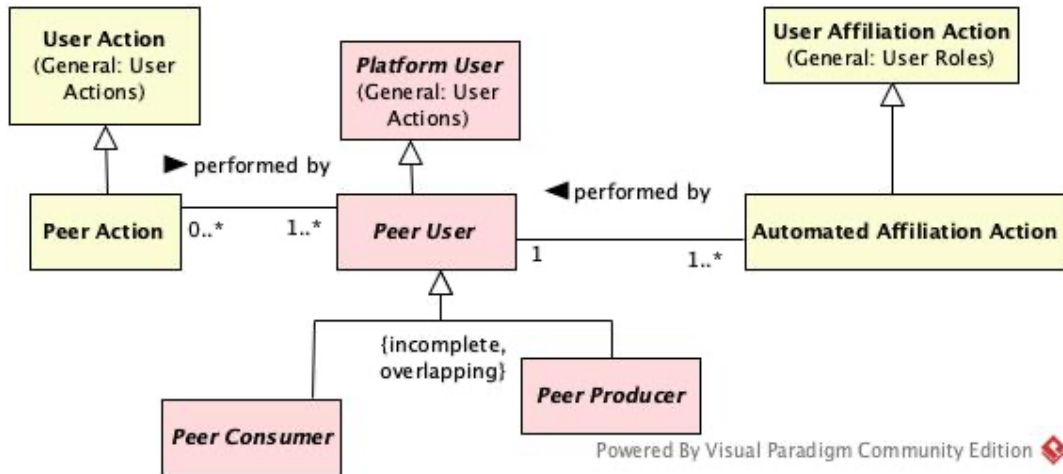 User Action
(General: User
Actions)
Platform User
(General: User
Actions)
User Affiliation Action
(General: User Roles)
► performed by
◄ performed by
Peer Action
0..*
1..*
Peer User
1
1..*
Automated Affiliation Action
{incomplete,
overlapping}
Peer Consumer
Peer Producer
Powered By Visual Paradigm Community Edition